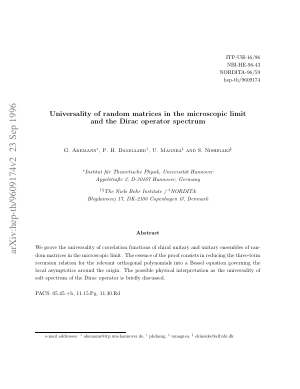 ITP-UH-16/96
NBI-HE-96-43
NORDITA-96/59
hep-th/9609174
Universality of random matrices in the microscopic limit
and the Dirac operator spectrum
G. Akemann*, P. H. Damgaard†, U. Magnea‡ and S. Nishigaki§
*Institut für Theoretische Physik, Universität Hannover
Appelstraße 2, D-30167 Hannover, Germany
†§The Niels Bohr Institute / ‡NORDITA
Blegdamsvej 17, DK-2100 Copenhagen Ø, Denmark
Abstract
We prove the universality of correlation functions of chiral unitary and unitary ensembles of ran-
dom matrices in the microscopic limit. The essence of the proof consists in reducing the three-term
recursion relation for the relevant orthogonal polynomials into a Bessel equation governing the
local asymptotics around the origin. The possible physical interpretation as the universality of
soft spectrum of the Dirac operator is briefly discussed.
PACS: 05.45.+b, 11.15.Pg, 11.30.Rd
e-mail addresses:
arXiv:hep-th/9609174v2 23 Sep 1996